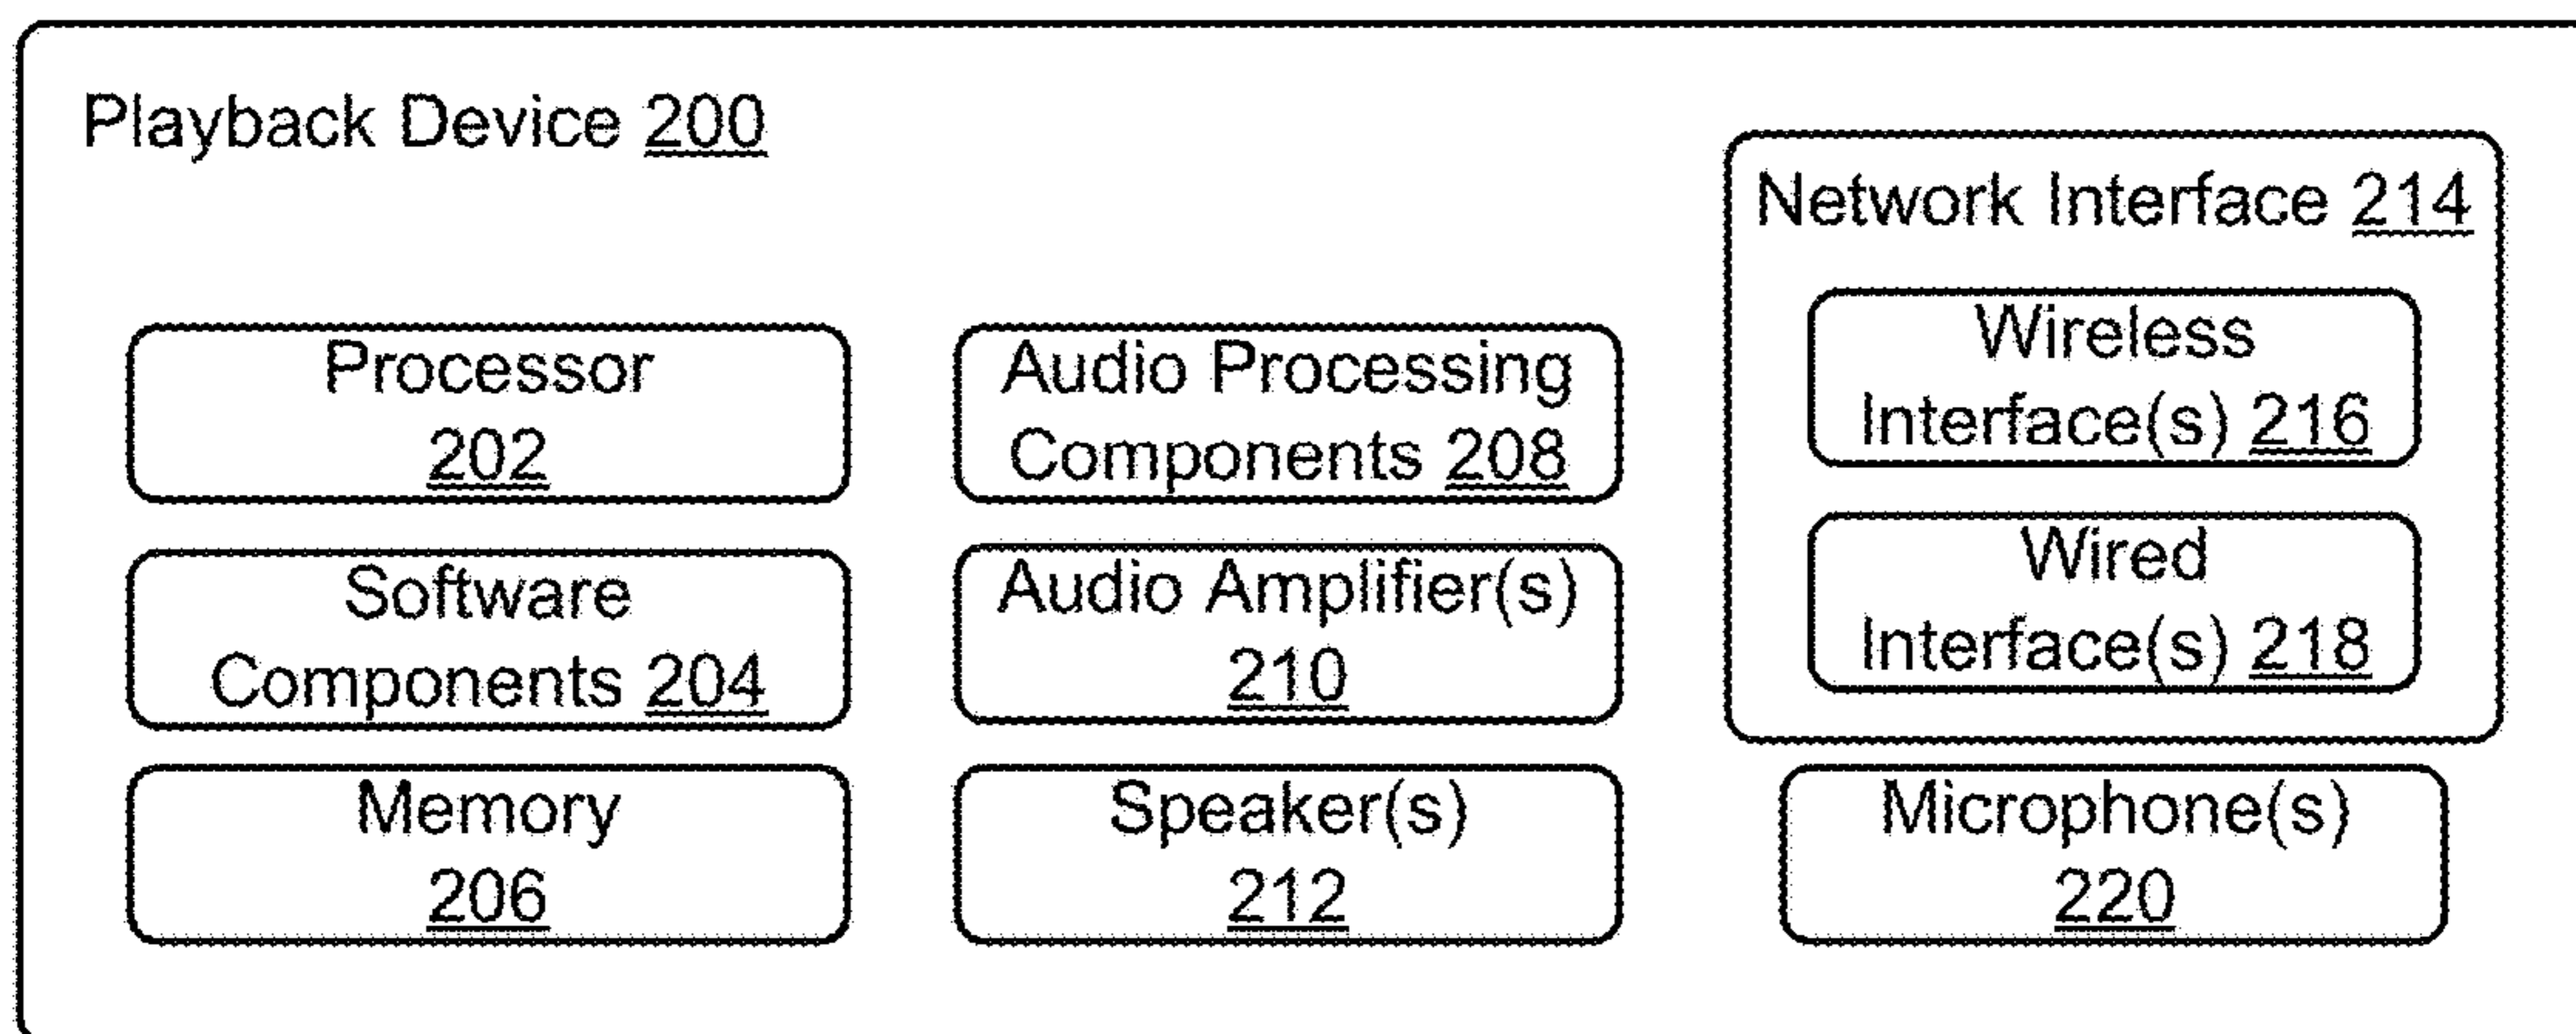 Playback Device 200
Processor
202
Software
Components 204
Memory
206
Audio Processing
Components 208
Audio Amplifier(s)
210
Speaker(s)
212
Network Interface 214
Wireless
Interface(s) 216
Wired
Interface(s) 218
Microphone(s)
220